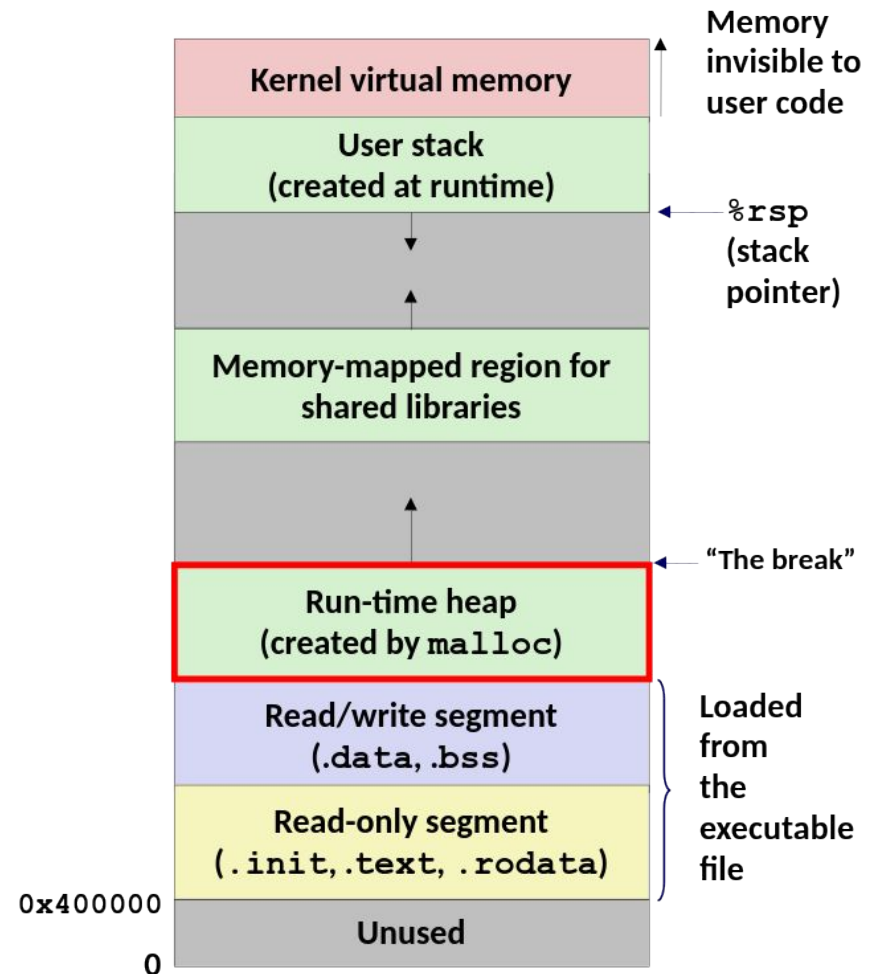 Memory
invisible to
user code
Kernel virtual memory
User stack
(created at runtime)
%rsp
(stack
pointer)
Memory-mapped region for
shared libraries
“The break”
Run-time heap
(created by malloc)
Read/write segment
(.data, .bss)
Loaded
from
the
executable
file
Read-only segment
(.init, .text, .rodata)
0x400000
Unused
0